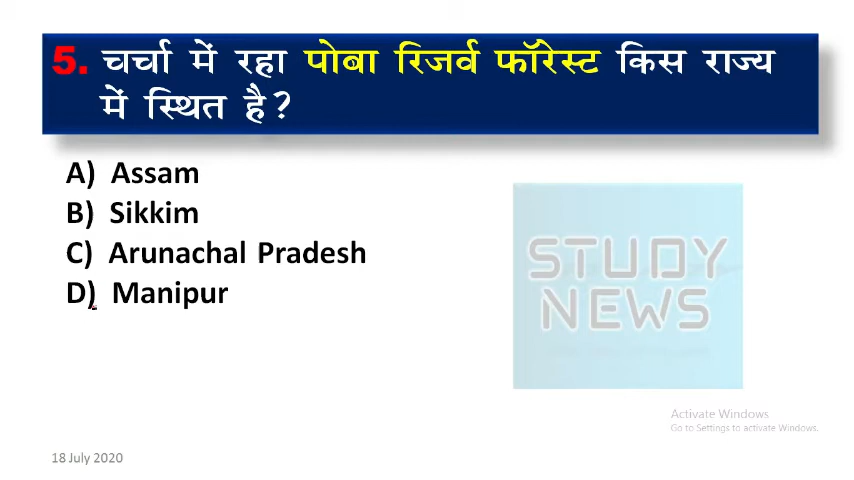 5. चर्चा में रहा पोबा रिजर्व फॉरेस्ट किस राज्य
में स्थित है?
A) Assam
B) Sikkim
C) Arunachal Pradesh
D) Manipur
STUDY
NEWS
Activate Windows
Go to Settings to activate Windows.
18 July 2020